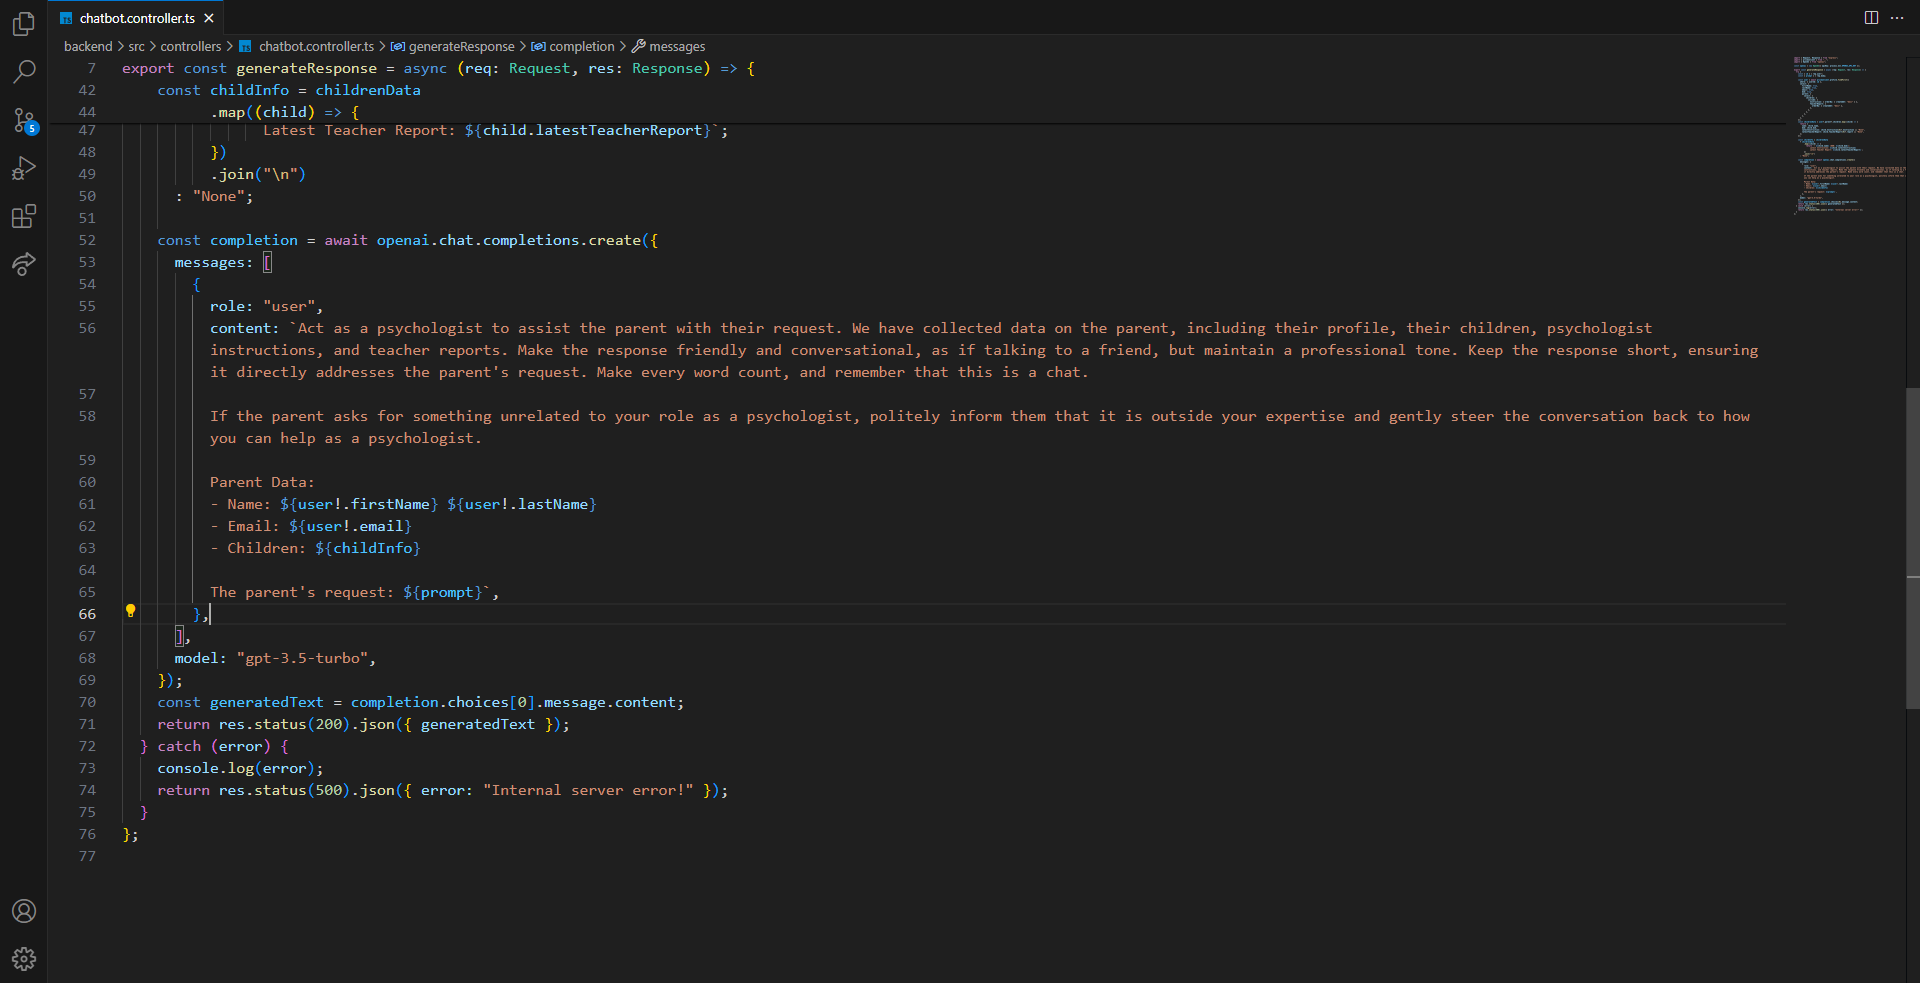 chatbot.controller.ts
backend > src > controllers > chatbot.controller.ts > generateResponse > completion > messages
7 export const generateResponse = async (req: Request, res: Response) => {
42 const childInfo = childrenData
44 .map((child) => {
47 Latest Teacher Report: ${child.latestTeacherReport}`;
48 })
49 .join("\n")
50 : "None";
51
52 const completion = await openai.chat.completions.create({
53 messages: [
54 {
55 role: "user",
56 content: `Act as a psychologist to assist the parent with their request. We have collected data on the parent, including their profile, their children, psychologist
instructions, and teacher reports. Make the response friendly and conversational, as if talking to a friend, but maintain a professional tone. Keep the response short, ensuring
it directly addresses the parent's request. Make every word count, and remember that this is a chat.
57
58 If the parent asks for something unrelated to your role as a psychologist, politely inform them that it is outside your expertise and gently steer the conversation back to how
you can help as a psychologist.
59
60 Parent Data:
61 - Name: ${user!.firstName} ${user!.lastName}
62 - Email: ${user!.email}
63 - Children: ${childInfo}
64
65 The parent's request: ${prompt}`,
66 },
67 ],
68 model: "gpt-3.5-turbo",
69 });
70 const generatedText = completion.choices[0].message.content;
71 return res.status(200).json({ generatedText });
72 } catch (error) {
73 console.log(error);
74 return res.status(500).json({ error: "Internal server error!" });
75 }
76 };
77
5